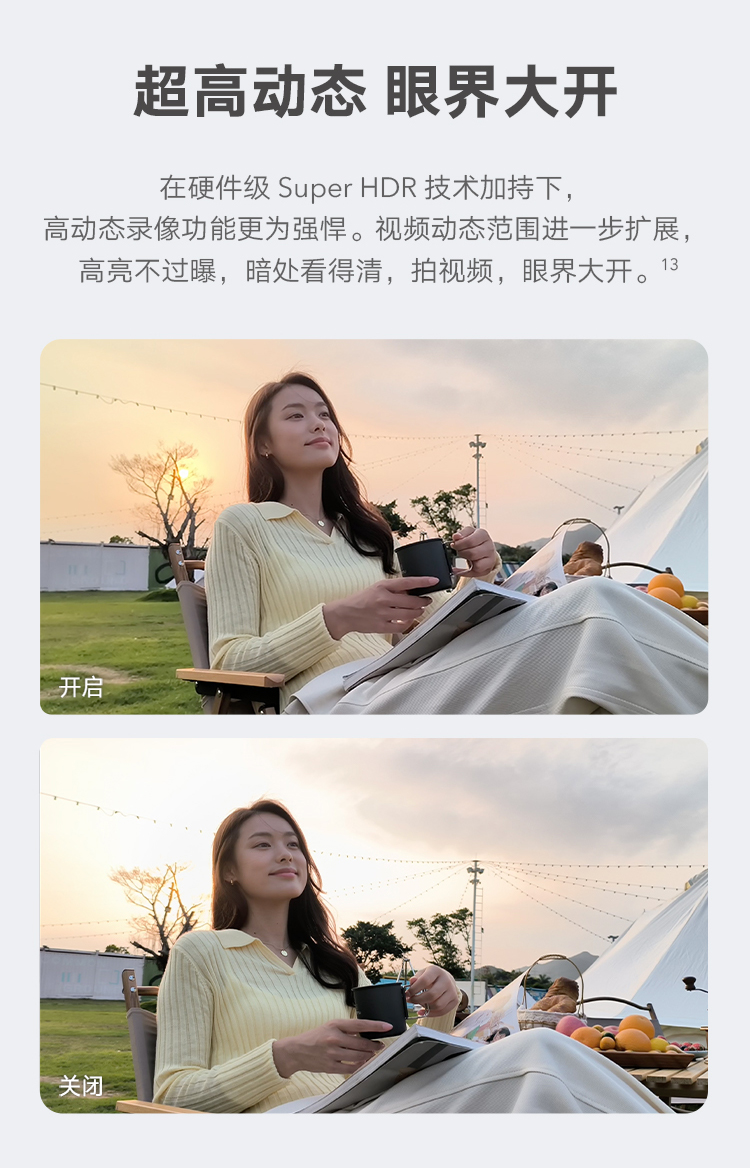 超高动态 眼界大开
在硬件级 Super HDR 技术加持下，
高动态录像功能更为强悍。视频动态范围进一步扩展，
高亮不过曝，暗处看得清，拍视频，眼界大开。13
开启
关闭